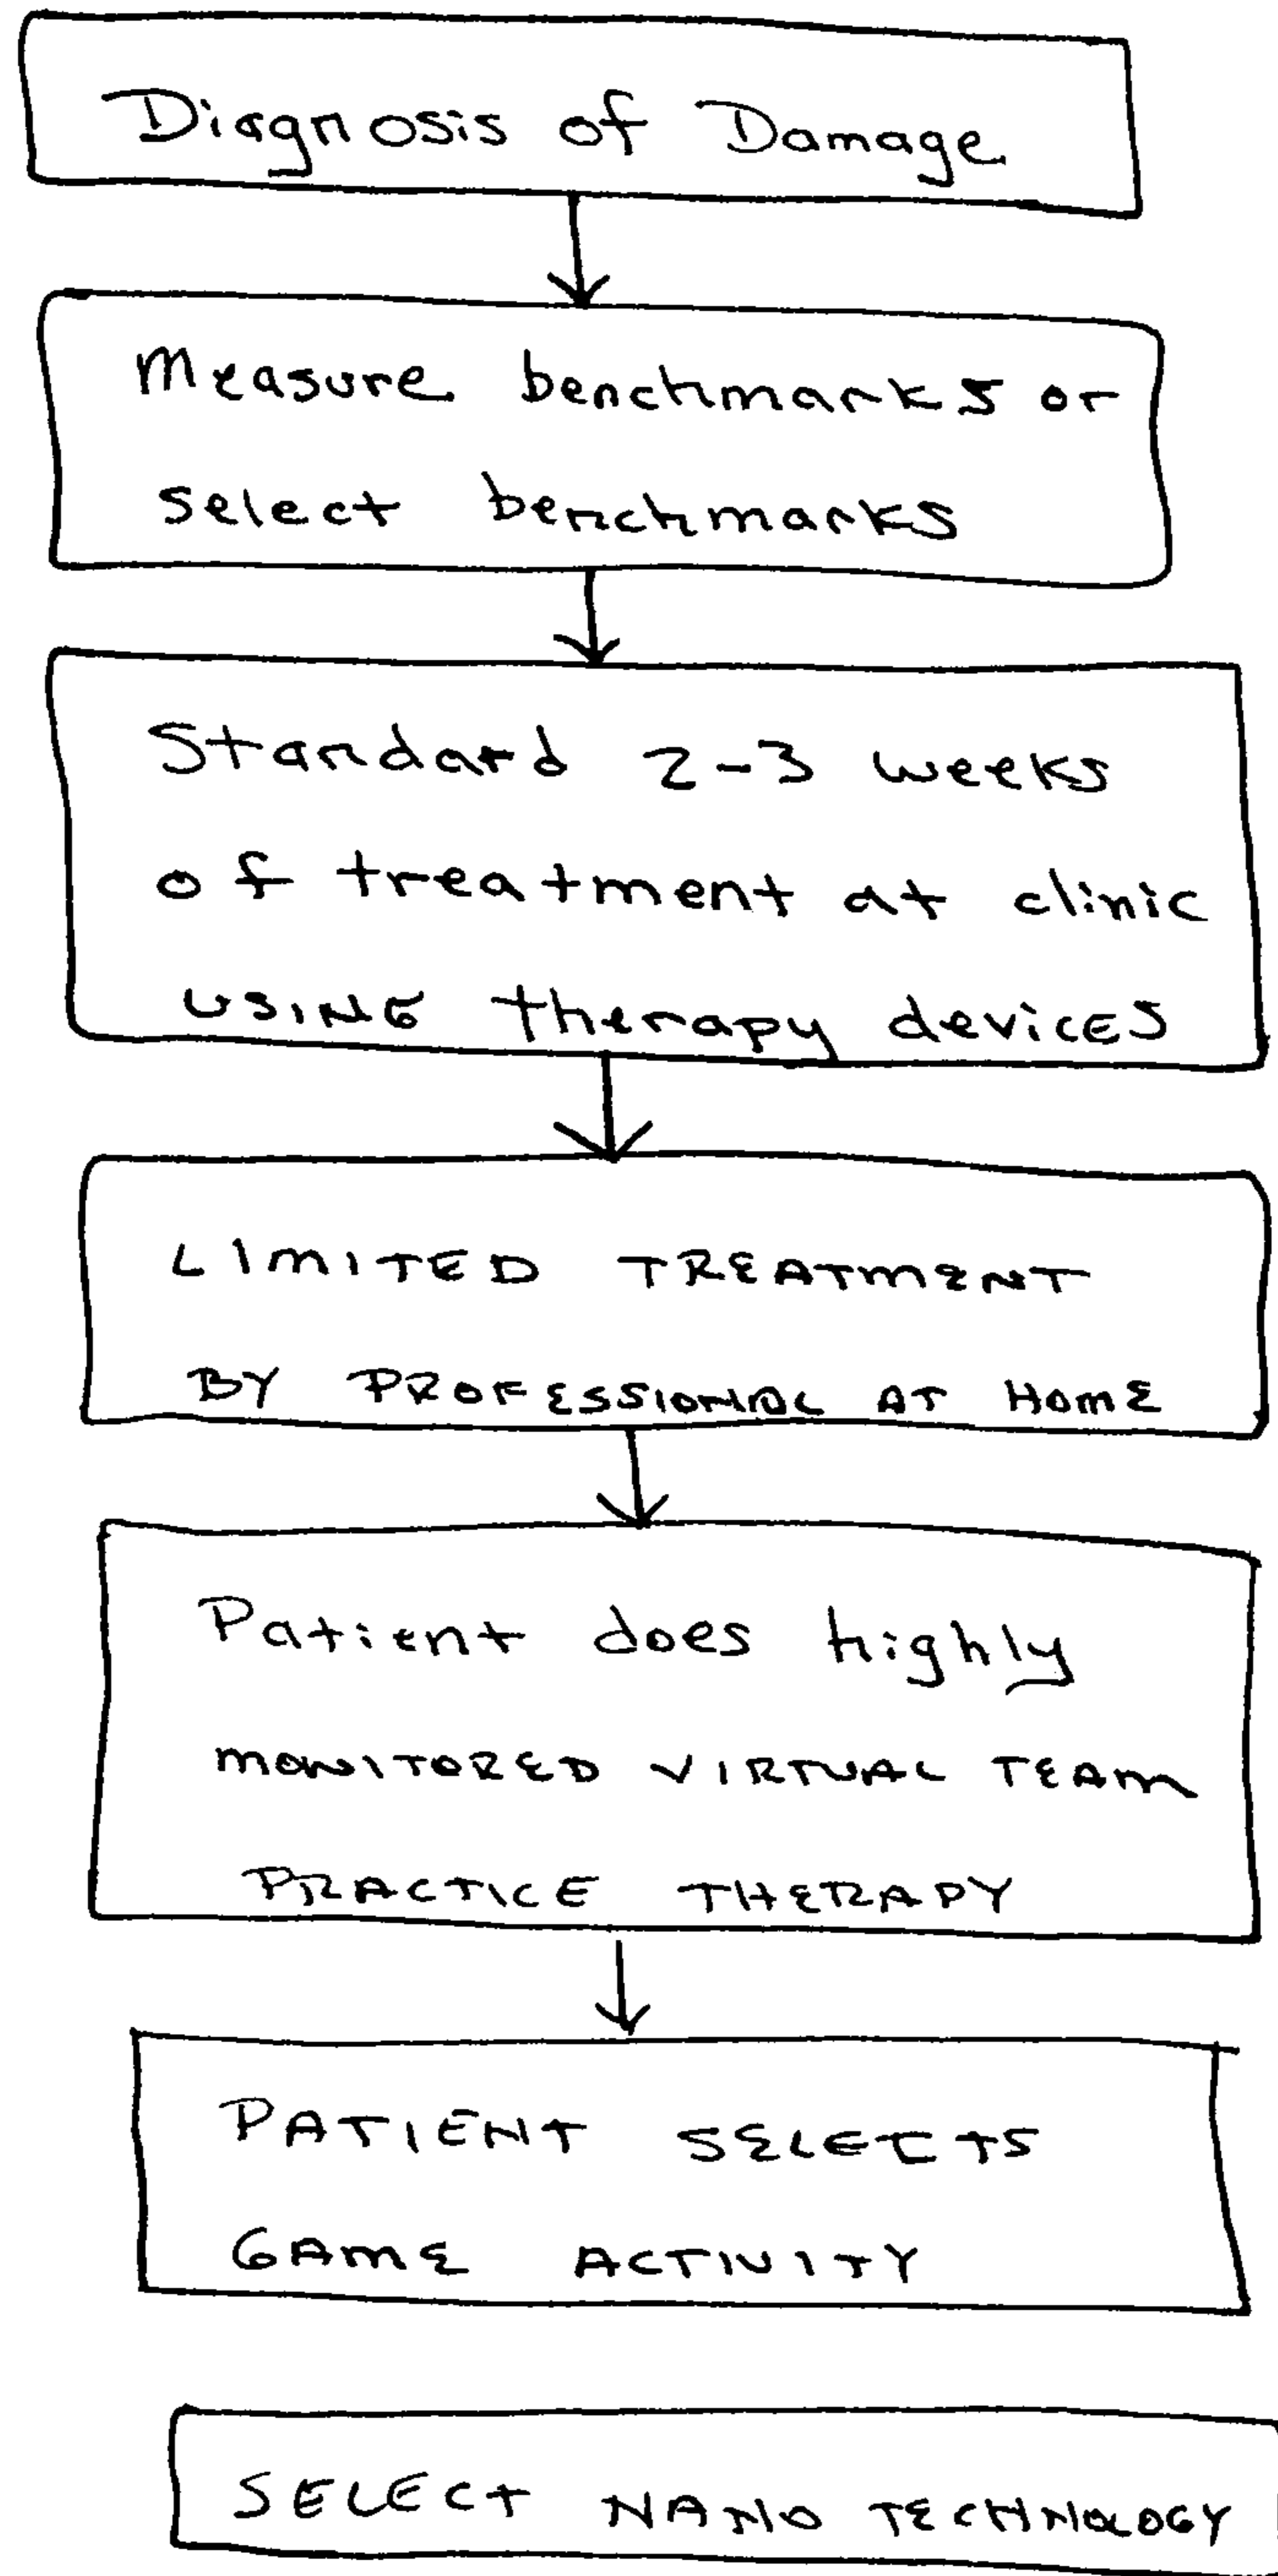 Diagnosis of Damage
Measure benchmarks or
select benchmarks
Standard 2-3 weeks
of treatment at clinic
USING therapy devices
LIMITED TREATMENT
BY PROFESSIONAL AT HOME
Patient does highly
MONITORED VIRTUAL TEAM
PRACTICE THERAPY
PATIENT SELECTS
GAME ACTIVITY
SELECT NANO TECHNOLOGY